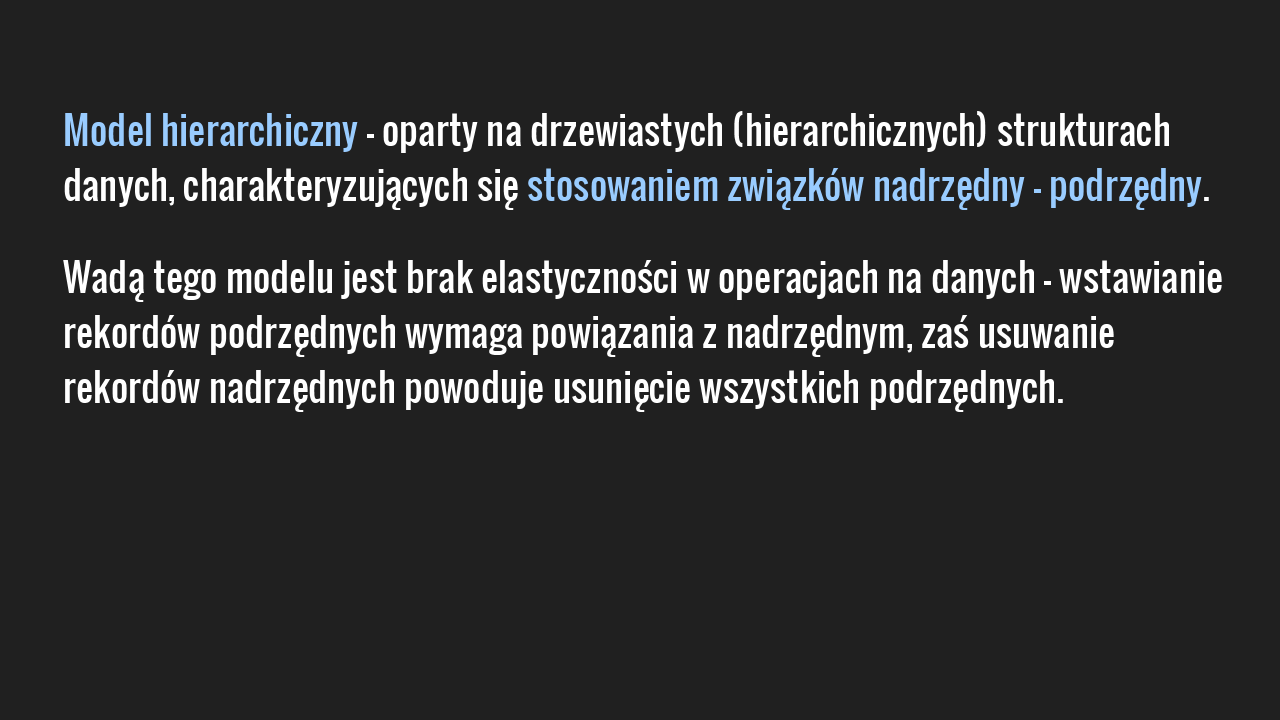 Model hierarchiczny - oparty na drzewiastych (hierarchicznych) strukturach
danych, charakteryzujących się stosowaniem związków nadrzędny - podrzędny.
Wadą tego modelu jest brak elastyczności w operacjach na danych - wstawianie
rekordów podrzędnych wymaga powiązania z nadrzędnym, zaś usuwanie
rekordów nadrzędnych powoduje usunięcie wszystkich podrzędnych.